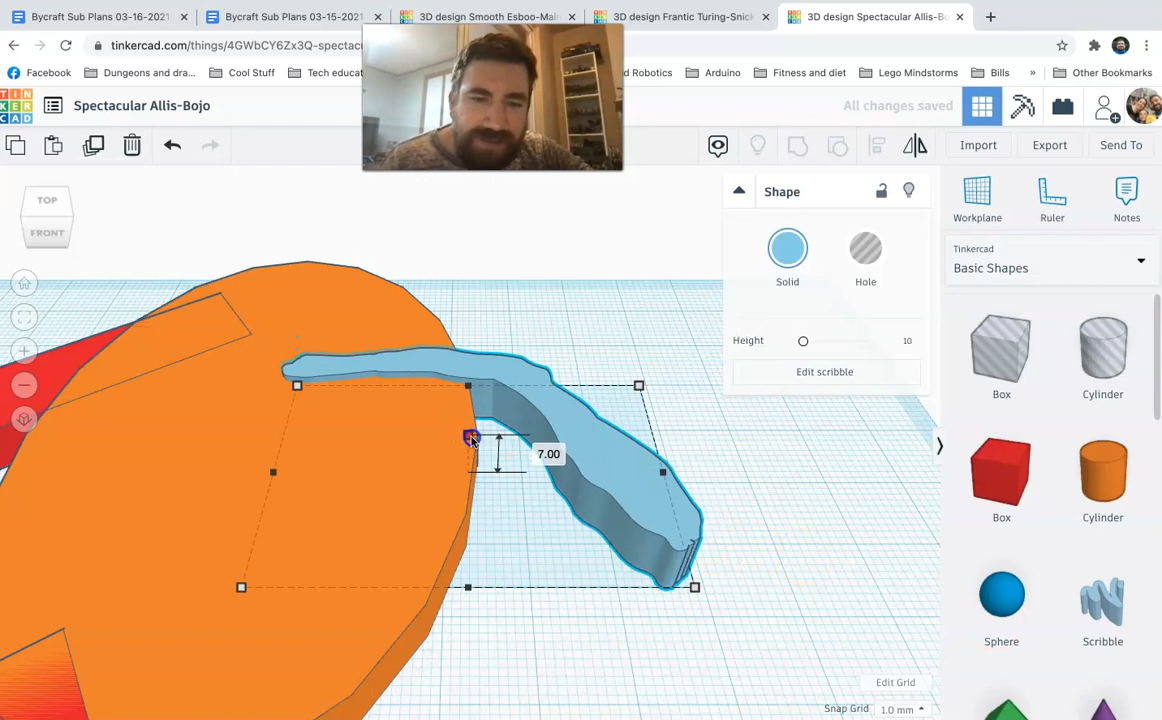 Bycraft Sub Plans 03-16-2021
Bycraft Sub Plans 03-15-2021
3D design Smooth Esboo-Mai
3D design Frantic Turing-Snic
3D design Spectacular Allis-Bo
tinkercad.com/things/4GWbCY6Zx3Q-spectac
Facebook
Dungeons and dra...
Cool Stuff
Tech educat
d Robotics
Arduino
Fitness and diet
Lego Mindstorms
Bills
»
Other Bookmarks
TIN
KER
CAD
Spectacular Allis-Bojo
All changes saved
Import
Export
Send To
TOP
FRONT
Shape
Solid
Hole
Height
10
Edit scribble
7.00
Workplane
Ruler
Notes
Tinkercad
Basic Shapes
Box
Cylinder
Box
Cylinder
Sphere
Scribble
Edit Grid
Snap Grid
1.0 mm